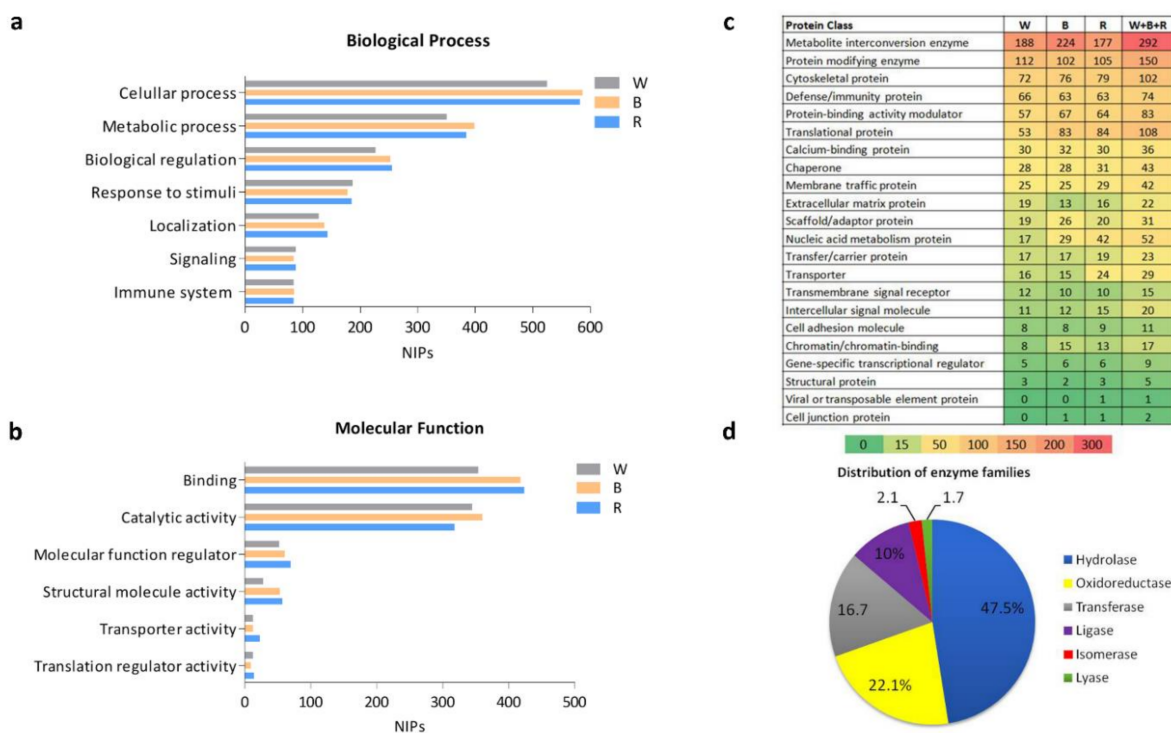 a
Biological Process
W
B
R
Celullar process
Metabolic process
Biological regulation
Response to stimuli
Localization
Signaling
Immune system
0 100 200 300 400 500 600
NIPs
b
Molecular Function
W
B
R
Binding
Catalytic activity
Molecular function regulator
Structural molecule activity
Transporter activity
Translation regulator activity
0 100 200 300 400 500
NIPs
c
Protein Class W B R W+B+R
Metabolite interconversion enzyme 188 224 177 292
Protein modifying enzyme 112 102 105 150
Cytoskeletal protein 72 76 79 102
Defense/immunity protein 66 63 63 74
Protein-binding activity modulator 57 67 64 83
Translational protein 53 83 84 108
Calcium-binding protein 30 32 30 36
Chaperone 28 28 31 43
Membrane traffic protein 25 25 29 42
Extracellular matrix protein 19 13 16 22
Scaffold/adaptor protein 19 26 20 31
Nucleic acid metabolism protein 17 29 42 52
Transfer/carrier protein 17 17 19 23
Transporter 16 15 24 29
Transmembrane signal receptor 12 10 10 15
Intercellular signal molecule 11 12 15 20
Cell adhesion molecule 8 8 9 11
Chromatin/chromatin-binding 8 15 13 17
Gene-specific transcriptional regulator 5 6 6 9
Structural protein 3 2 3 5
Viral or transposable element protein 0 0 1 1
Cell junction protein 0 1 1 2
0 15 50 100 150 200 300
d
Distribution of enzyme families
2.1 1.7
10%
47.5%
16.7
22.1%
Hydrolase
Oxidoreductase
Transferase
Ligase
Isomerase
Lyase